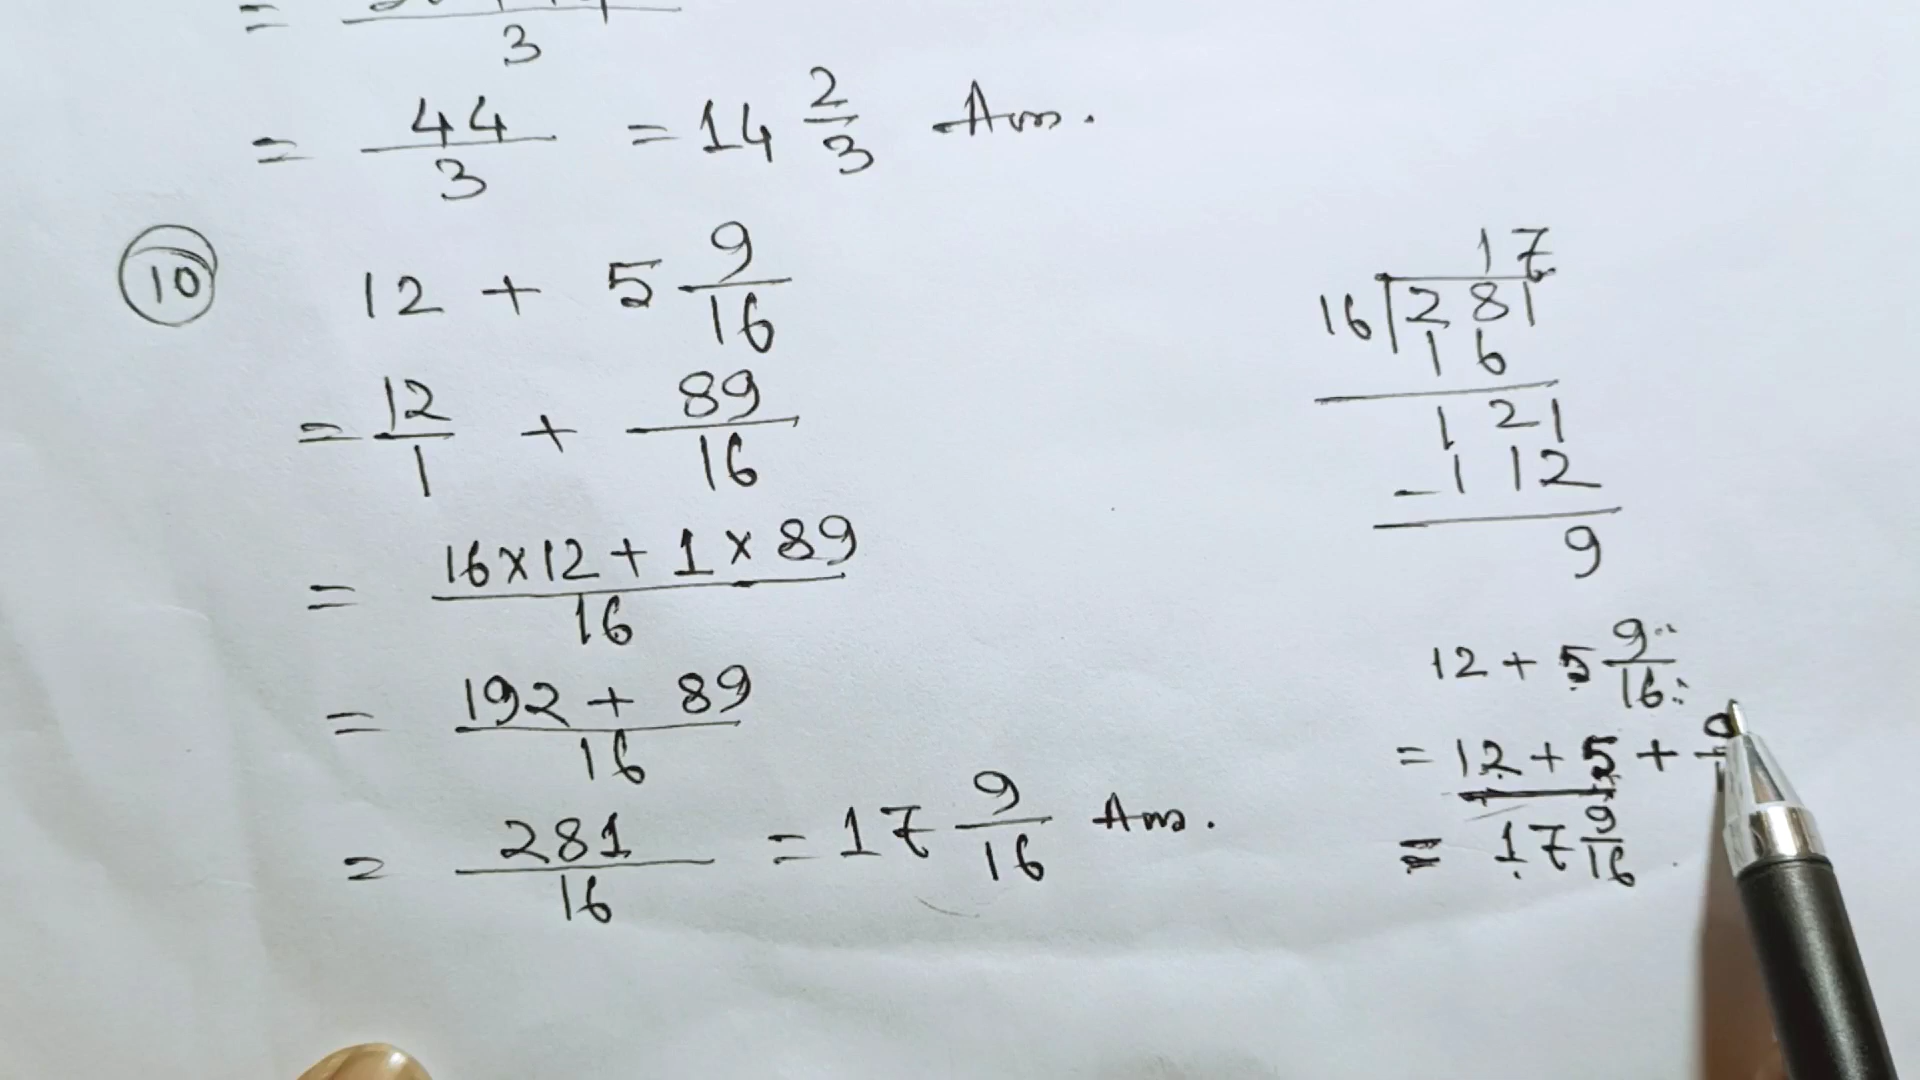 = 3
= 44/3 = 14 2/3 Ans.
10 12 + 5 9/16
= 12/1 + 89/16
= 16×12 + 1×89 / 16
= 192 + 89 / 16
= 281/16 = 17 9/16 Ans.
17
16 281
16
121
-112
9
12 + 5 9/16
= 12 + 5 +
= 17 9/16